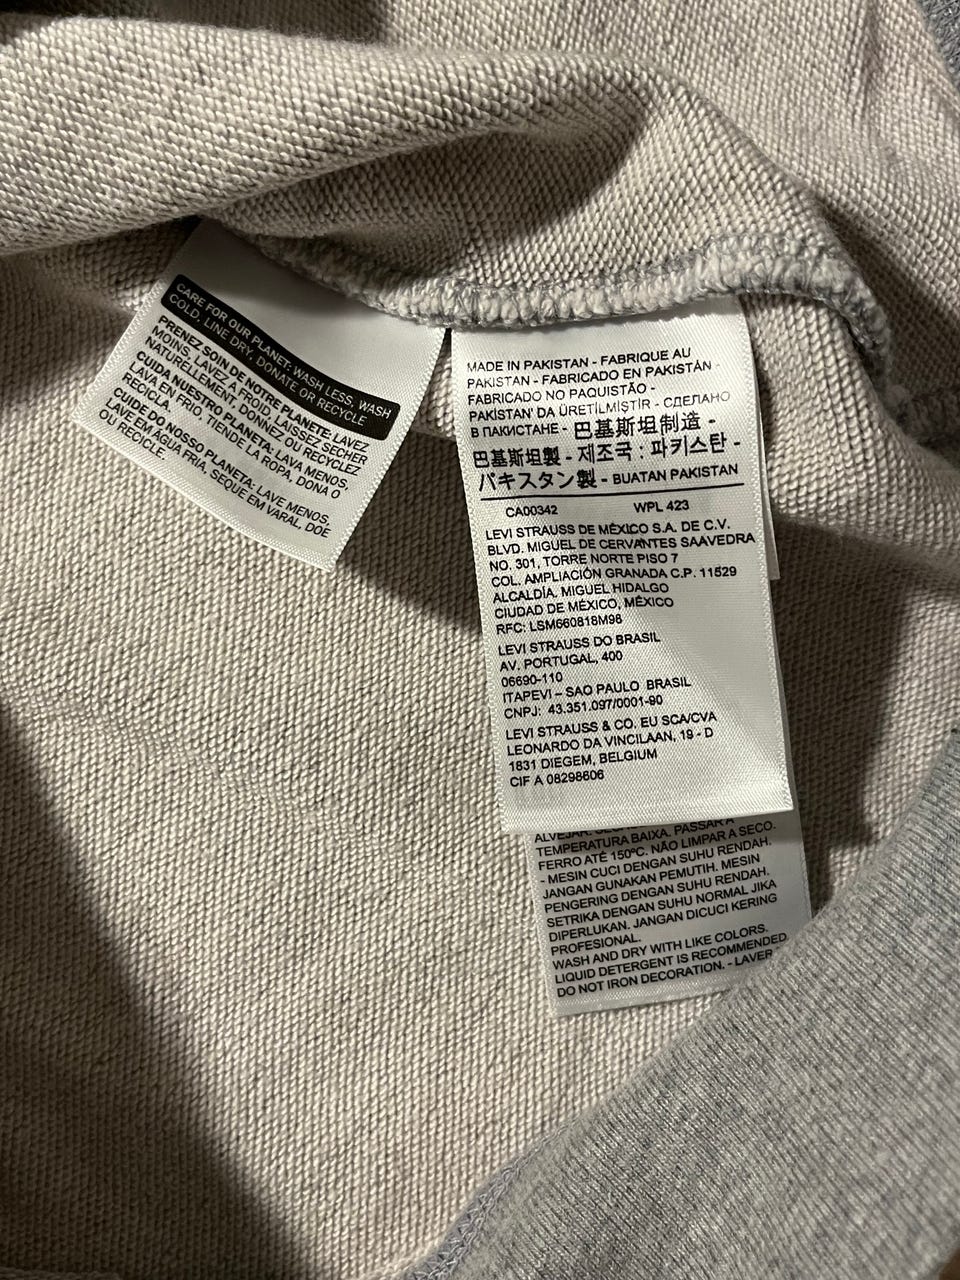 CARE FOR OUR PLANET: WASH LESS, WASH
COLD, LINE DRY, DONATE OR RECYCLE
PRENEZ SOIN DE NOTRE PLANETE: LAVEZ
MOINS, LAVEZ A FROID, LAISSEZ SECHER
NATURELLEMENT, DONNEZ OU RECYCLEZ
CUIDA NUESTRO PLANETA: LAVA MENOS,
LAVA EN FRIO, TIENDE LA ROPA, DONA O
RECICLA.
CUIDE DO NOSSO PLANETA: LAVE MENOS,
LAVE EM ÁGUA FRIA, SEQUE EM VARAL, DOE
OU RECICLE.
MADE IN PAKISTAN - FABRIQUE AU
PAKISTAN - FABRICADO EN PAKISTÁN -
FABRICADO NO PAQUISTÃO -
PAKİSTAN' DA ÜRETİLMİŞTİR - СДЕЛАНО
В ПАКИСТАНЕ - 巴基斯坦制造 -
巴基斯坦製 - 제조국 : 파키스탄 -
パキスタン製 - BUATAN PAKISTAN
CA00342 WPL 423
LEVI STRAUSS DE MÉXICO S.A. DE C.V.
BLVD. MIGUEL DE CERVANTES SAAVEDRA
NO. 301, TORRE NORTE PISO 7
COL. AMPLIACIÓN GRANADA C.P. 11529
ALCALDÍA. MIGUEL HIDALGO
CIUDAD DE MÉXICO, MÉXICO
RFC: LSM660818M98
LEVI STRAUSS DO BRASIL
AV. PORTUGAL, 400
06690-110
ITAPEVI – SAO PAULO BRASIL
CNPJ: 43.351.097/0001-90
LEVI STRAUSS & CO. EU SCA/CVA
LEONARDO DA VINCILAAN, 19 - D
1831 DIEGEM, BELGIUM
CIF A 08298606
ALVEJAR.
TEMPERATURA BAIXA. PASSAR A
FERRO ATÉ 150ºC. NÃO LIMPAR A SECO.
- MESIN CUCI DENGAN SUHU RENDAH.
JANGAN GUNAKAN PEMUTIH. MESIN
PENGERING DENGAN SUHU RENDAH.
SETRIKA DENGAN SUHU NORMAL JIKA
DIPERLUKAN. JANGAN DICUCI KERING
PROFESIONAL.
WASH AND DRY WITH LIKE COLORS.
LIQUID DETERGENT IS RECOMMENDED.
DO NOT IRON DECORATION. - LAVER